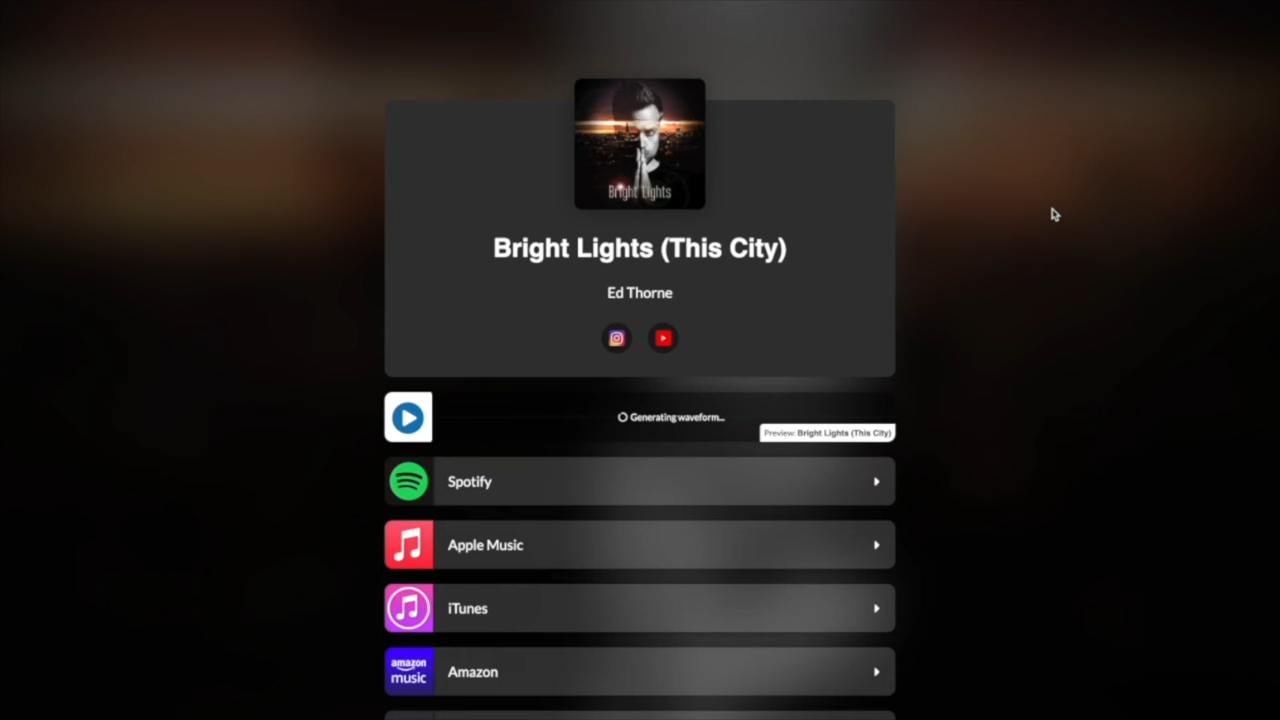 Bright Lights
Bright Lights (This City)
Ed Thorne
Generating waveform...
Preview: Bright Lights (This City)
Spotify
Apple Music
iTunes
amazon music
Amazon